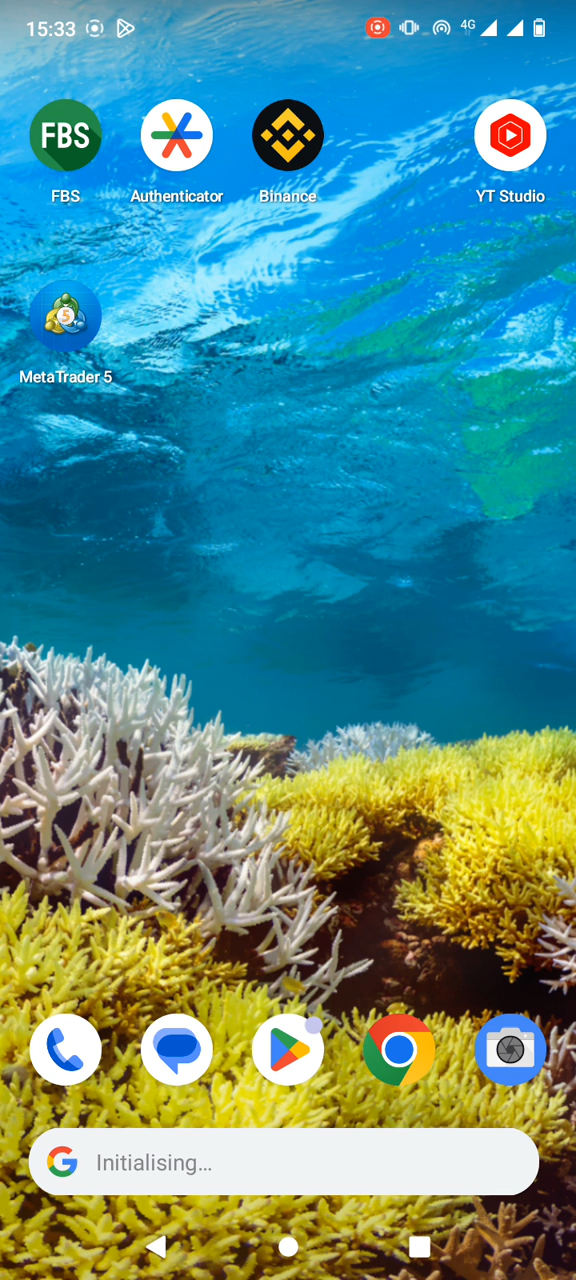 15:33
4G
FBS
FBS
Authenticator
Binance
YT Studio
5
MetaTrader 5
Initialising...